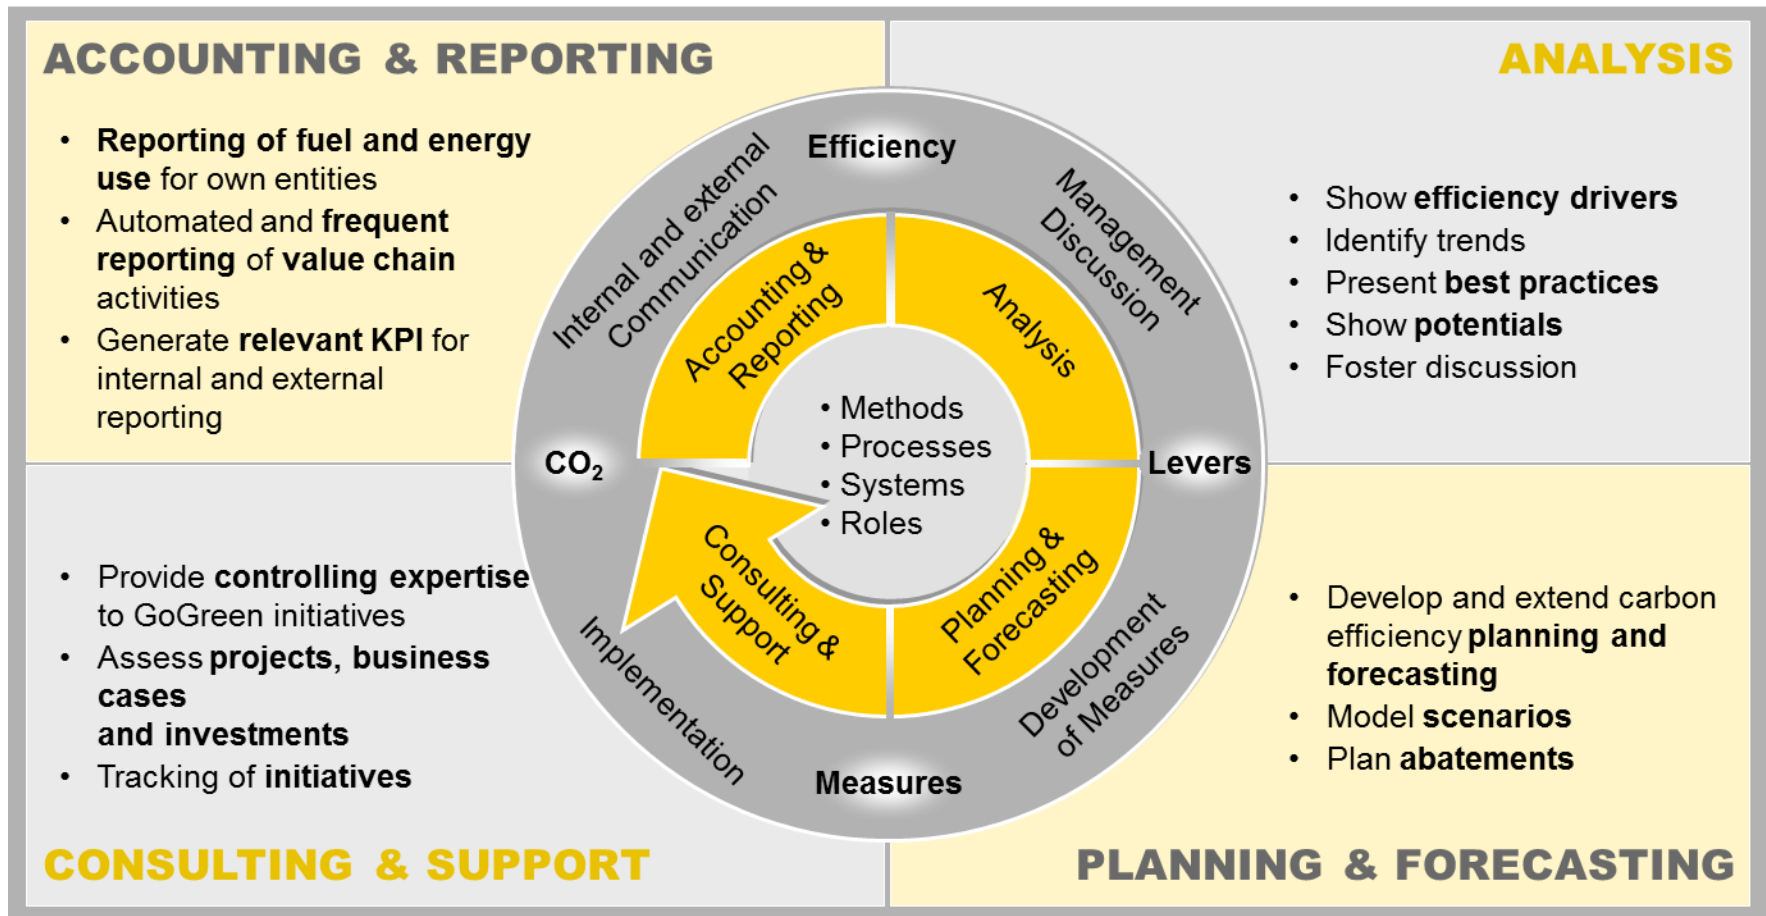 ACCOUNTING & REPORTING
• Reporting of fuel and energy
use for own entities
• Automated and frequent
reporting of value chain
activities
• Generate relevant KPI for
internal and external
reporting
ANALYSIS
• Show efficiency drivers
• Identify trends
• Present best practices
• Show potentials
• Foster discussion
Efficiency
Internal and external
Communication
Management
Discussion
Accounting &
Reporting
Analysis
• Methods
• Processes
• Systems
• Roles
CO₂
Levers
Consulting &
Support
Planning &
Forecasting
Implementation
Development
of Measures
Measures
• Provide controlling expertise
to GoGreen initiatives
• Assess projects, business
cases
and investments
• Tracking of initiatives
CONSULTING & SUPPORT
• Develop and extend carbon
efficiency planning and
forecasting
• Model scenarios
• Plan abatements
PLANNING & FORECASTING